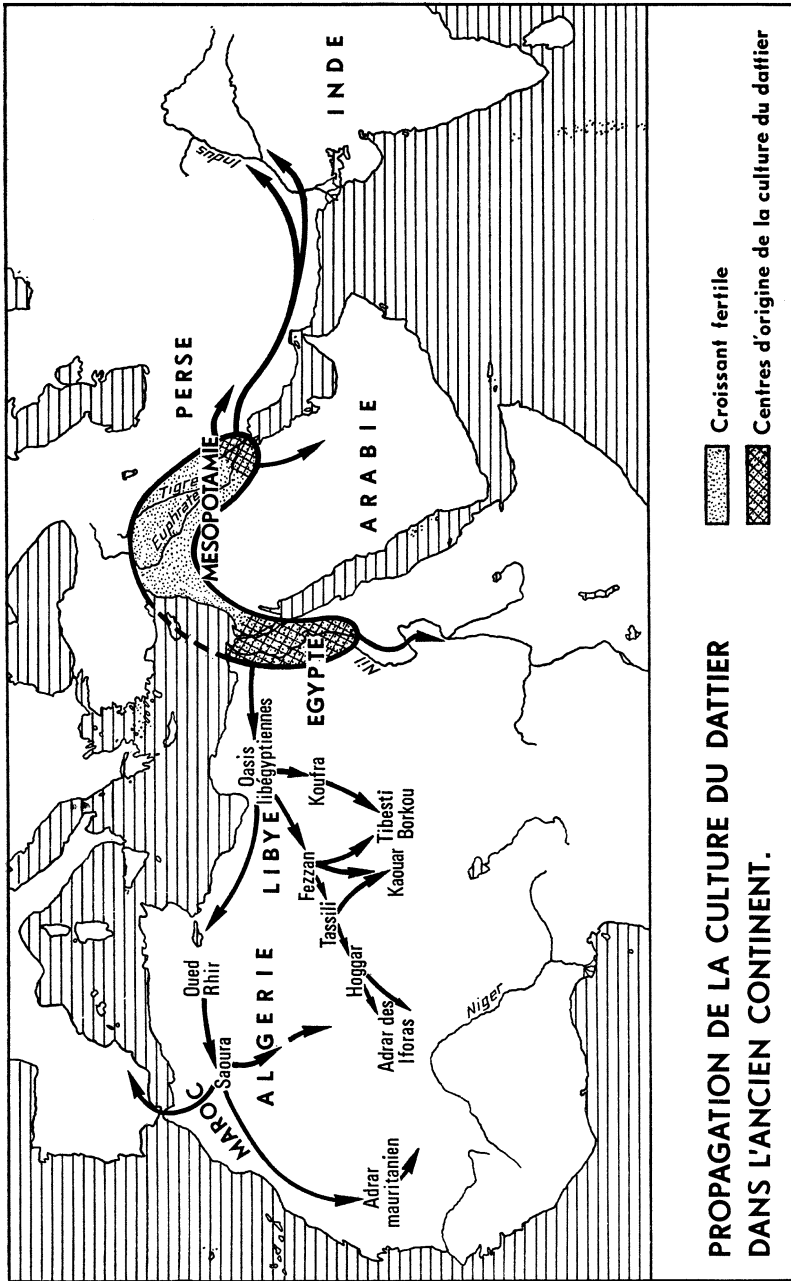 MAROC
ALGERIE
LIBYE
EGYPTE
MESOPOTAMIE
PERSE
ARABIE
INDE
Oued
Rhir
Saoura
Adrar
mauritanien
Adrar des
Iforas
Hoggar
Tassili
Fezzan
Kaouar
Tibesti
Borkou
Koufra
Oasis
libégyptiennes
Niger
Nil
Euphrate
Tigre
Indus
PROPAGATION DE LA CULTURE DU DATTIER
DANS L'ANCIEN CONTINENT.
Croissant fertile
Centres d'origine de la culture du dattier